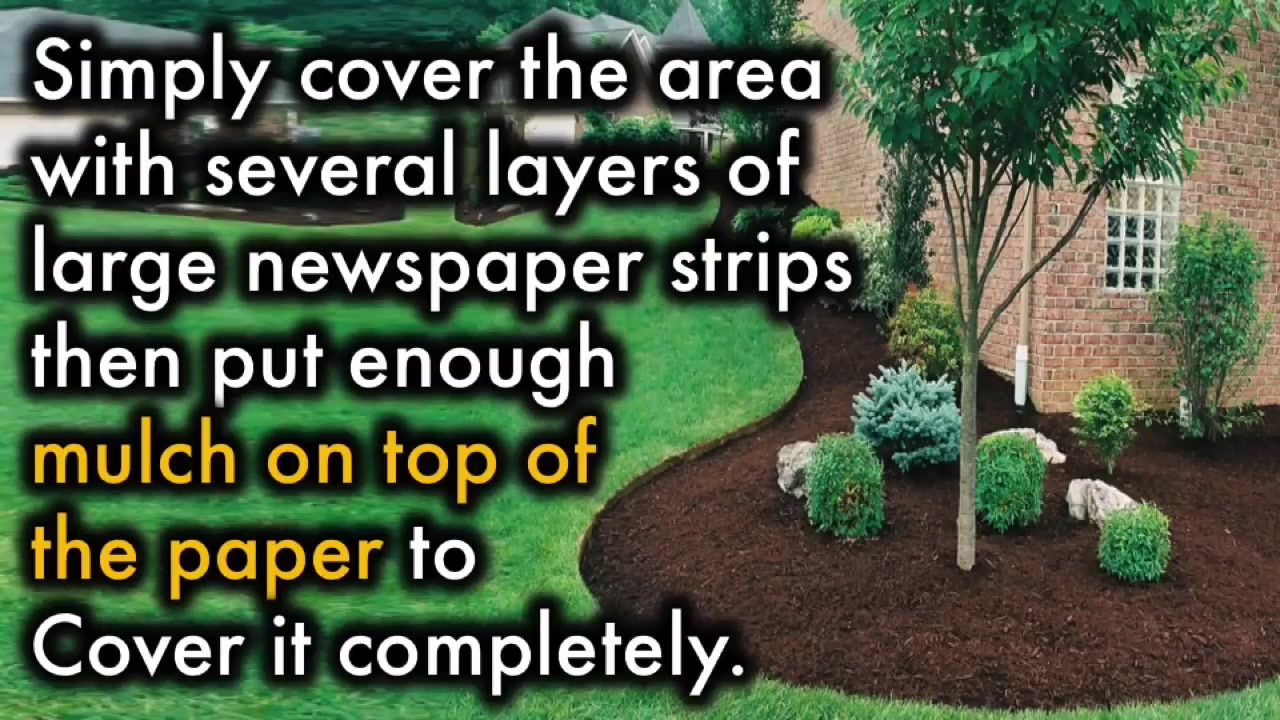 Simply cover the area
with several layers of
large newspaper strips
then put enough
mulch on top of
the paper to
Cover it completely.